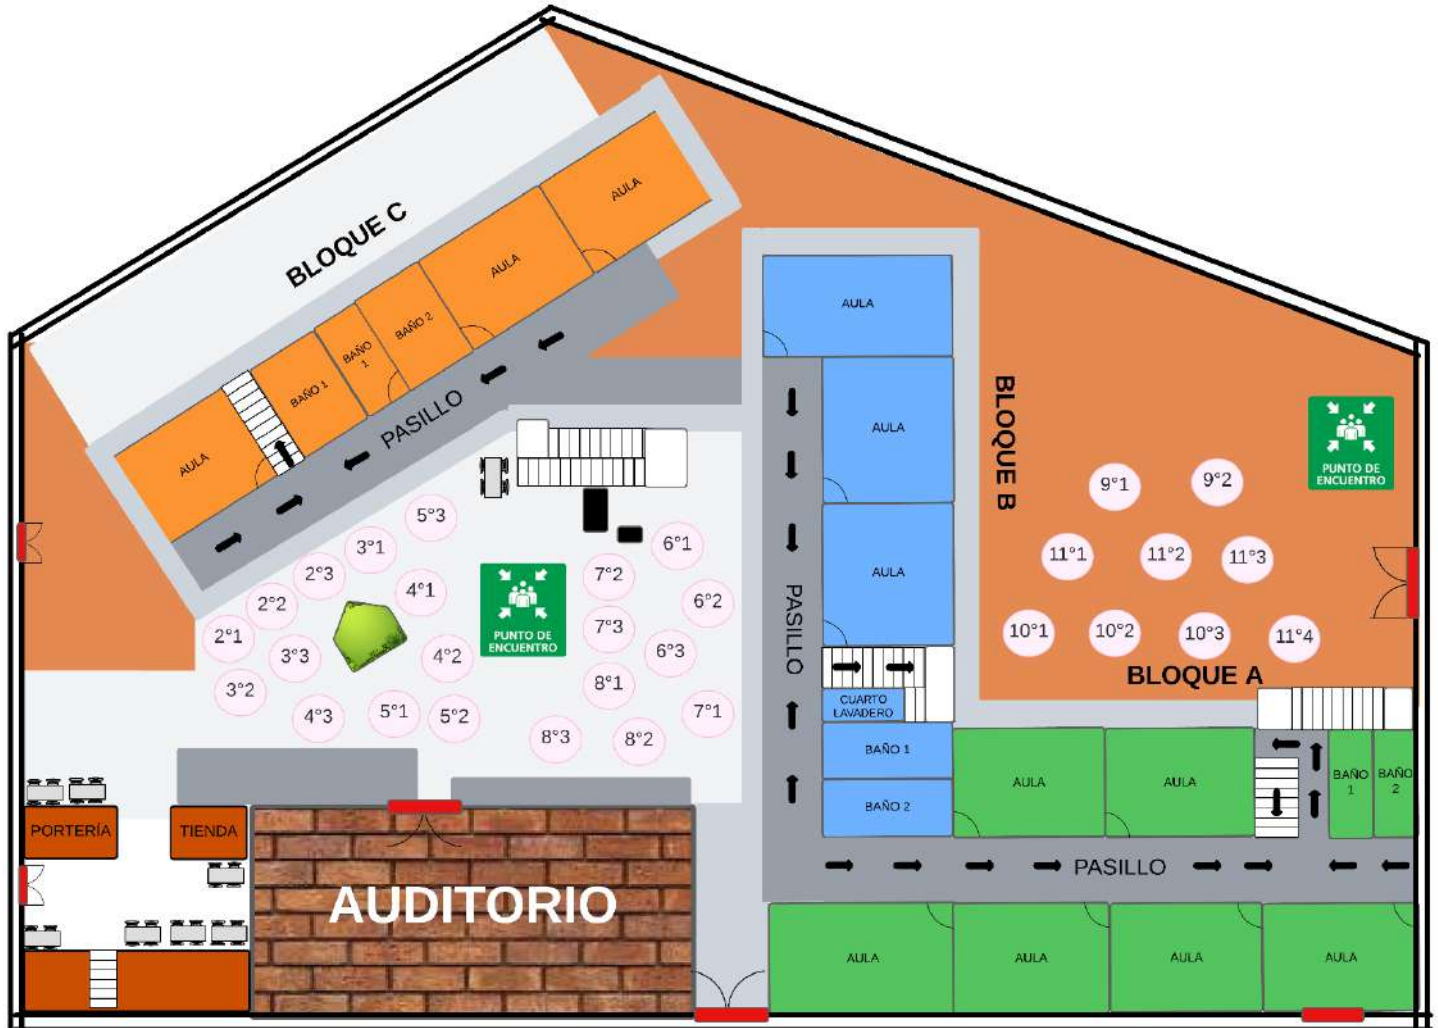 BLOQUE C
AULA
AULA
BAÑO 2
BAÑO
1
BAÑO 1
AULA
PASILLO
AULA
AULA
AULA
PASILLO
CUARTO
LAVADERO
BAÑO 1
BAÑO 2
BLOQUE B
PUNTO DE
ENCUENTRO
9°1
9°2
11°1
11°2
11°3
10°1
10°2
10°3
11°4
BLOQUE A
5°3
3°1
2°3
4°1
2°2
2°1
3°3
4°2
3°2
4°3
5°1
5°2
PUNTO DE
ENCUENTRO
6°1
7°2
6°2
7°3
6°3
8°1
7°1
8°3
8°2
AULA
AULA
BAÑO
1
BAÑO
2
PASILLO
AULA
AULA
AULA
AULA
PORTERÍA
TIENDA
AUDITORIO